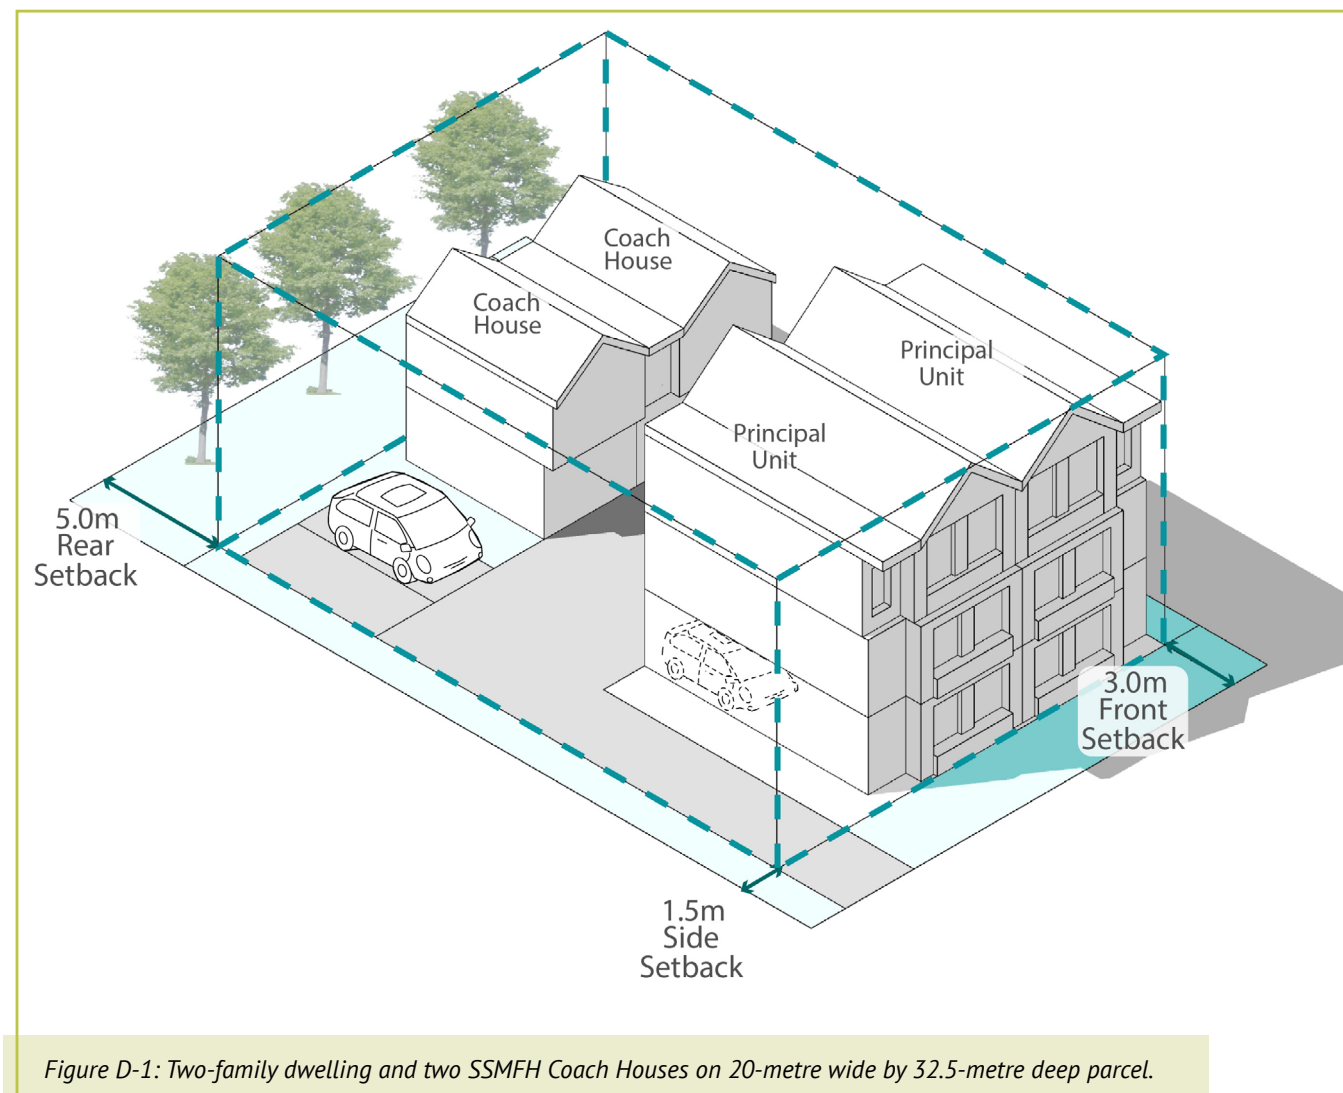 Coach
House
Coach
House
Principal
Unit
Principal
Unit
5.0m
Rear
Setback
3.0m
Front
Setback
1.5m
Side
Setback
Figure D-1: Two-family dwelling and two SSMFH Coach Houses on 20-metre wide by 32.5-metre deep parcel.